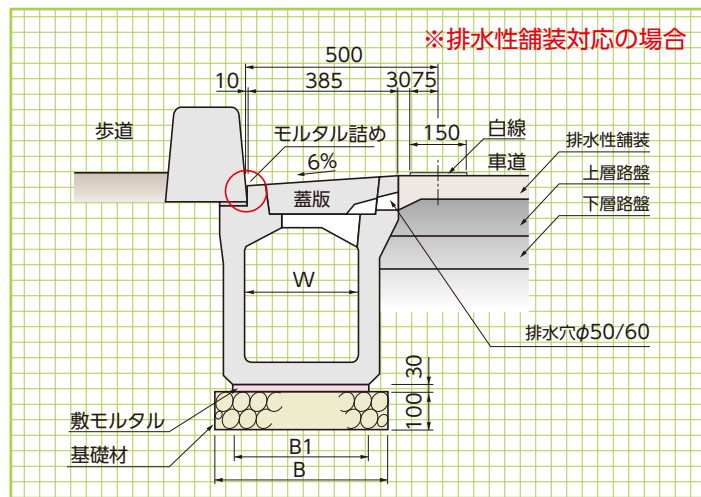 ※排水性舗装対応の場合
500
10 385 30 75
歩道
モルタル詰め
150
白線
6%
車道
排水性舗装
蓋版
上層路盤
下層路盤
W
排水穴φ50/60
30
100
敷モルタル
基礎材
B1
B